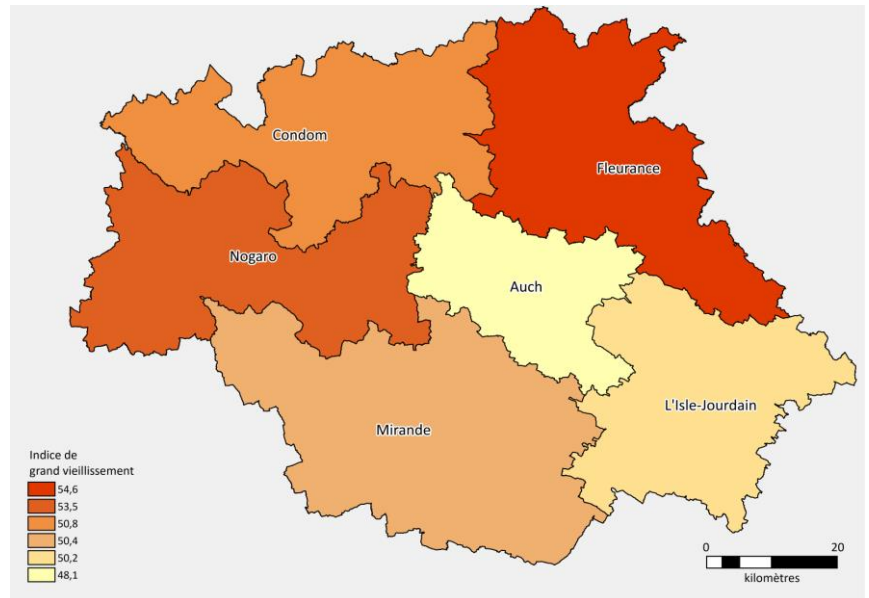 Condom
Fleurance
Nogaro
Auch
L'Isle-Jourdain
Mirande
Indice de
grand vieillissement
54,6
53,5
50,8
50,4
50,2
48,1
0 20
kilomètres